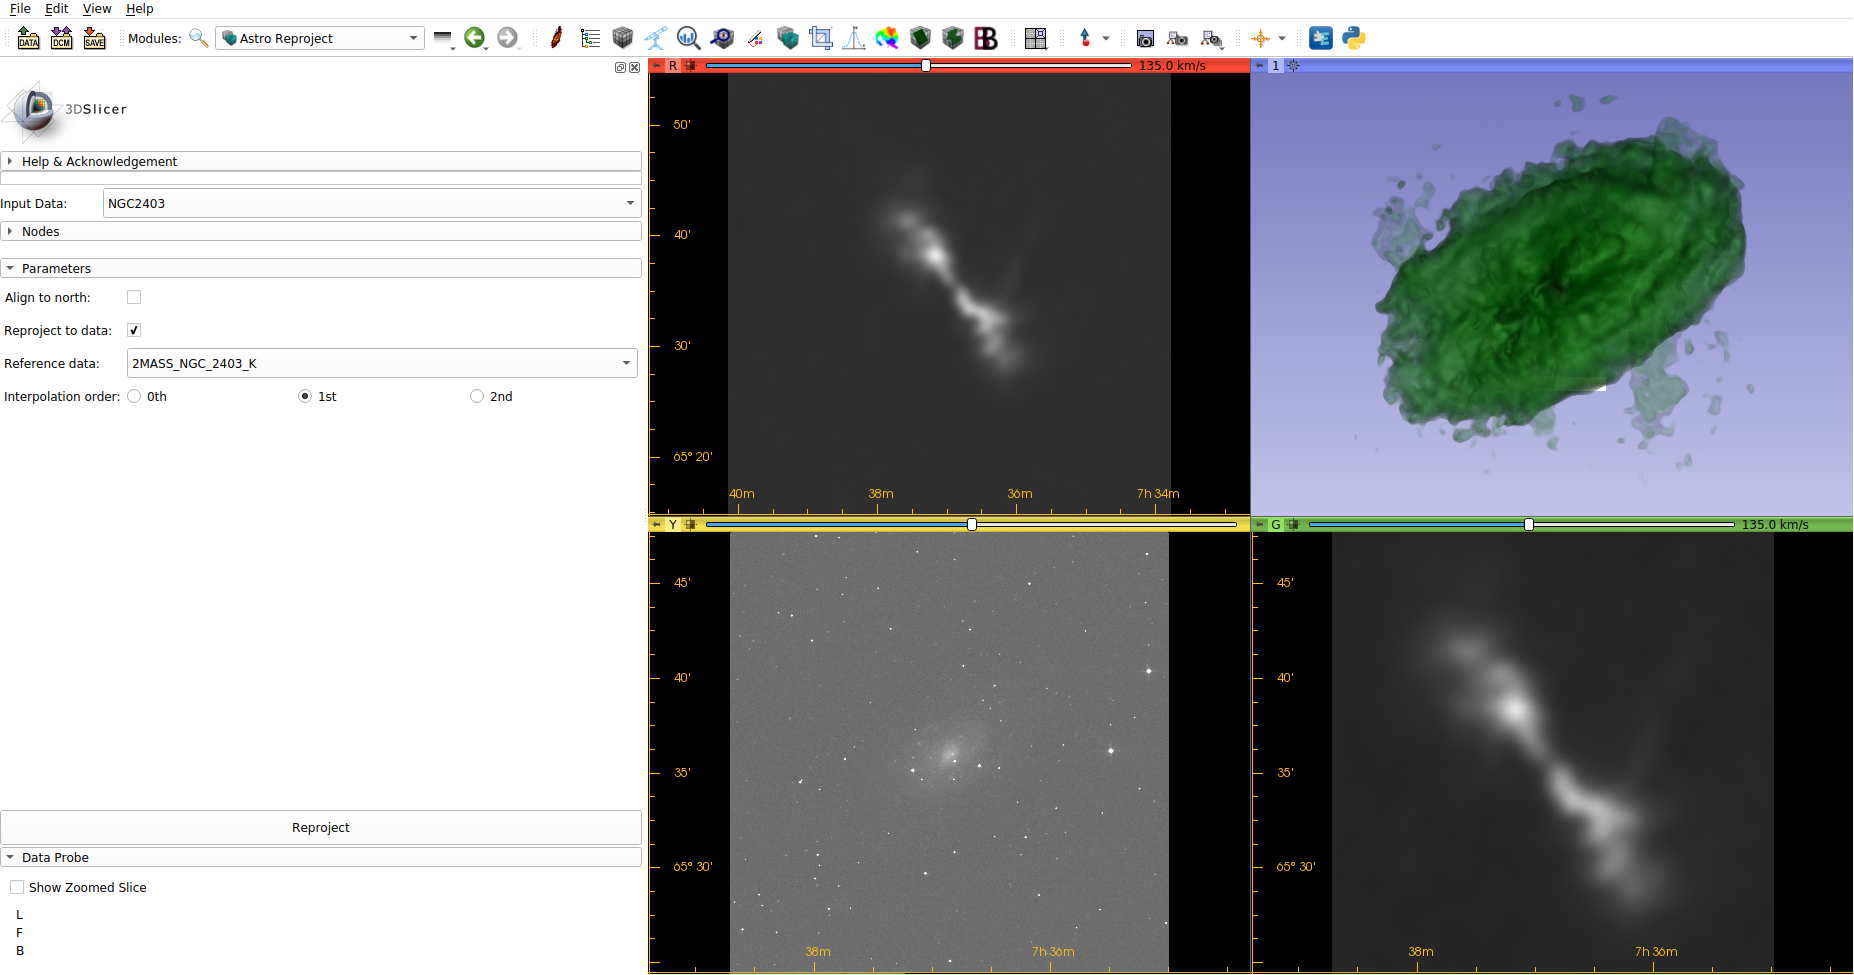 File Edit View Help
DATA DCM SAVE Modules: Astro Reproject
R 135.0 km/s
1
3DSlicer
Help & Acknowledgement
Input Data: NGC2403
Nodes
Parameters
Align to north:
Reproject to data:
Reference data: 2MASS_NGC_2403_K
Interpolation order: 0th 1st 2nd
Reproject
Data Probe
Show Zoomed Slice
L
F
B
50'
40'
30'
65° 20'
40m 38m 36m 7h 34m
Y
45'
40'
35'
65° 30'
38m 7h 36m
G 135.0 km/s
45'
40'
35'
65° 30'
38m 7h 36m